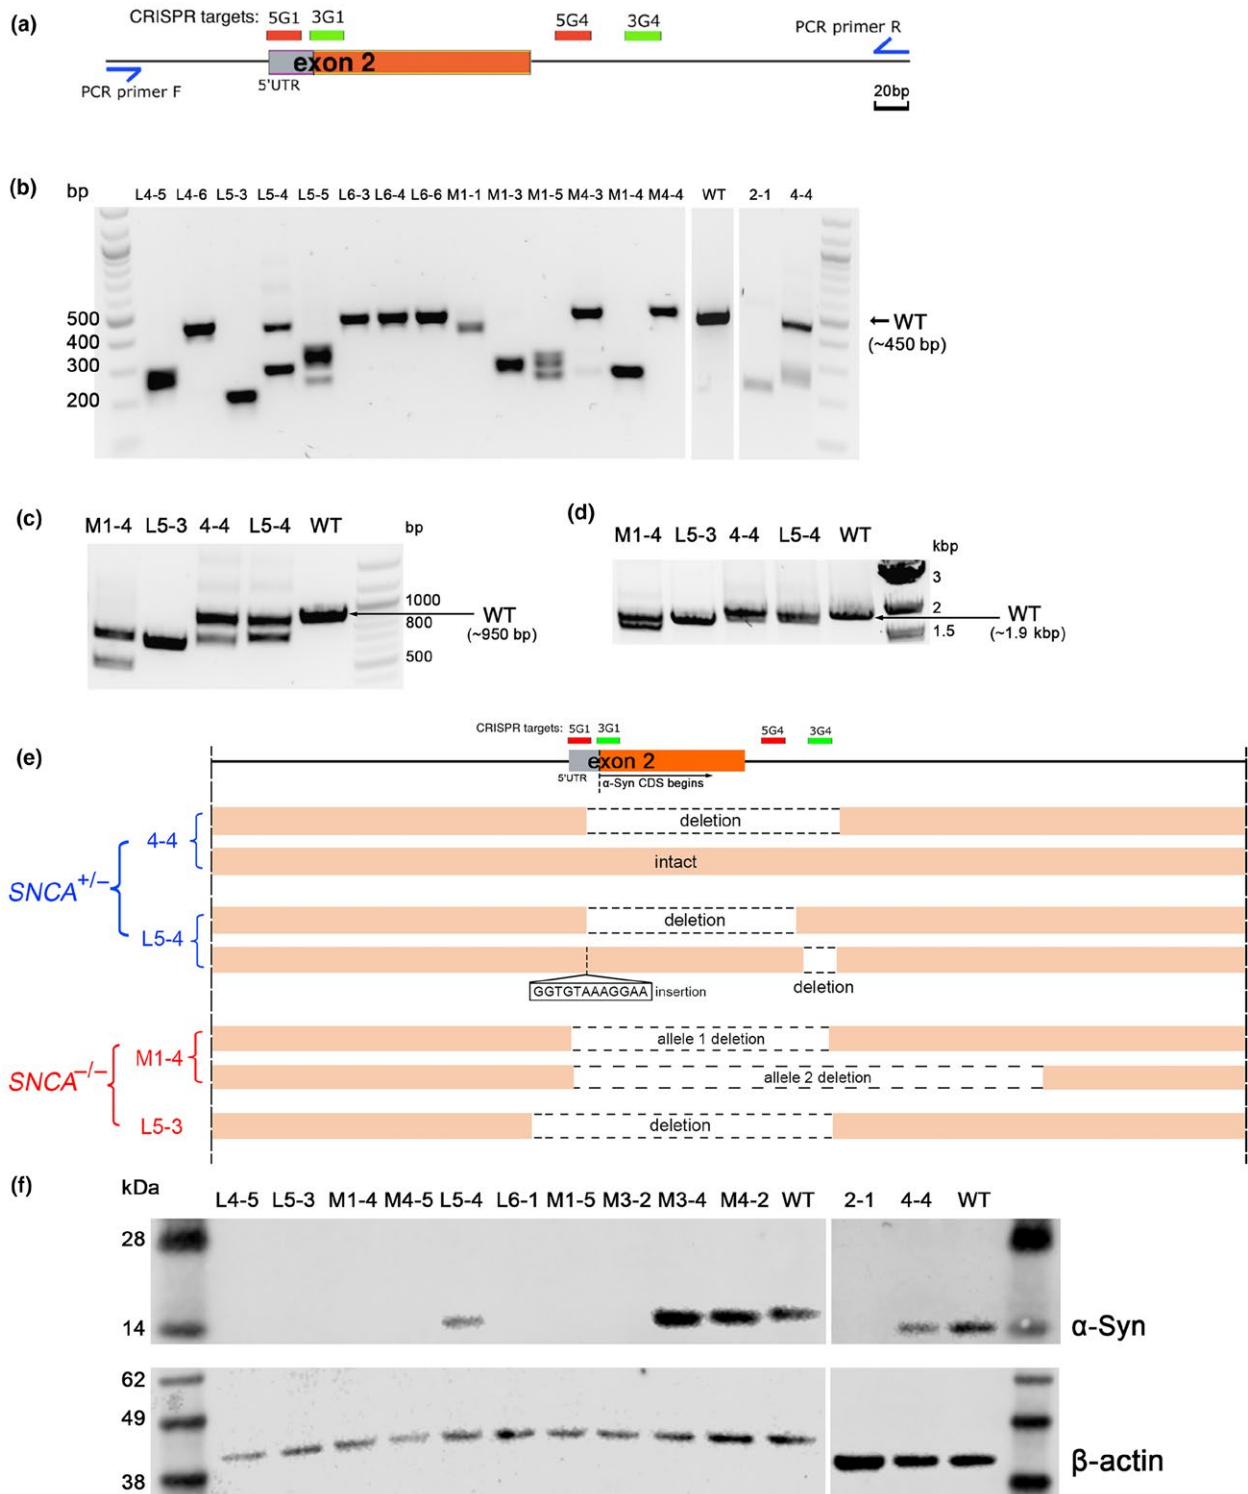 (a)
CRISPR targets: 5G1 3G1 5G4 3G4
PCR primer R
exon 2
PCR primer F
5'UTR
20bp
(b)
bp L4-5 L4-6 L5-3 L5-4 L5-5 L6-3 L6-4 L6-6 M1-1 M1-3 M1-5 M4-3 M1-4 M4-4 WT 2-1 4-4
500
400
300
200
← WT
(~450 bp)
(c)
M1-4 L5-3 4-4 L5-4 WT bp
1000
800
500
WT
(~950 bp)
(d)
M1-4 L5-3 4-4 L5-4 WT
kbp
3
2
1.5
WT
(~1.9 kbp)
(e)
CRISPR targets: 5G1 3G1 5G4 3G4
exon 2
5'UTR
α-Syn CDS begins
SNCA+/–
4-4
deletion
intact
L5-4
deletion
GGTGTAAAGGAA insertion
deletion
SNCA–/–
M1-4
allele 1 deletion
allele 2 deletion
L5-3
deletion
(f)
kDa
L4-5 L5-3 M1-4 M4-5 L5-4 L6-1 M1-5 M3-2 M3-4 M4-2 WT 2-1 4-4 WT
28
14
α-Syn
62
49
38
β-actin